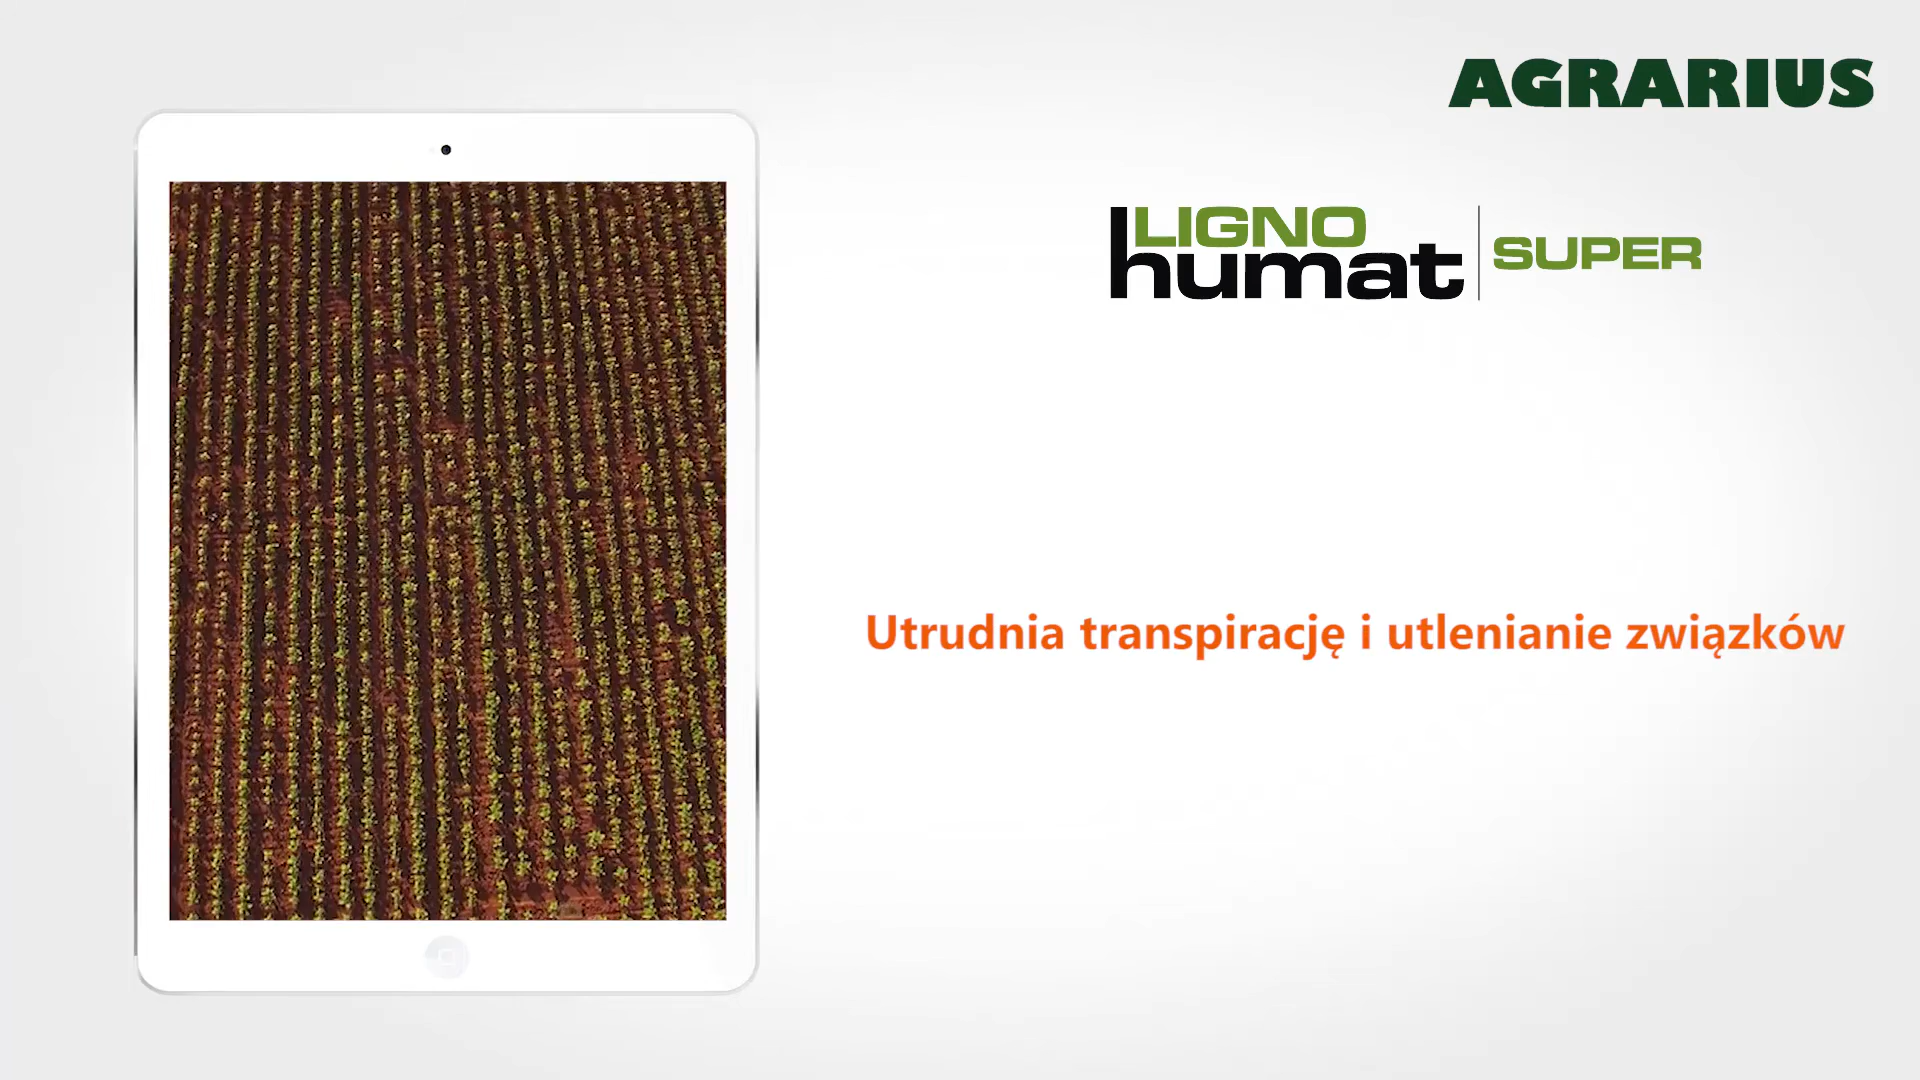 AGRARIUS
LIGNO
humat
SUPER
Utrudnia transpirację i utlenianie związków